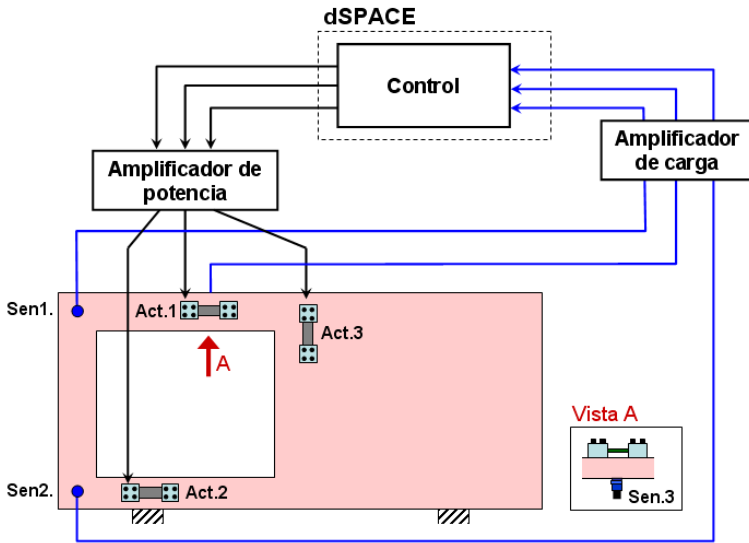 dSPACE
Control
Amplificador de
potencia
Amplificador
de carga
Sen1.
Act.1
Act.3
A
Vista A
Sen.3
Sen2.
Act.2